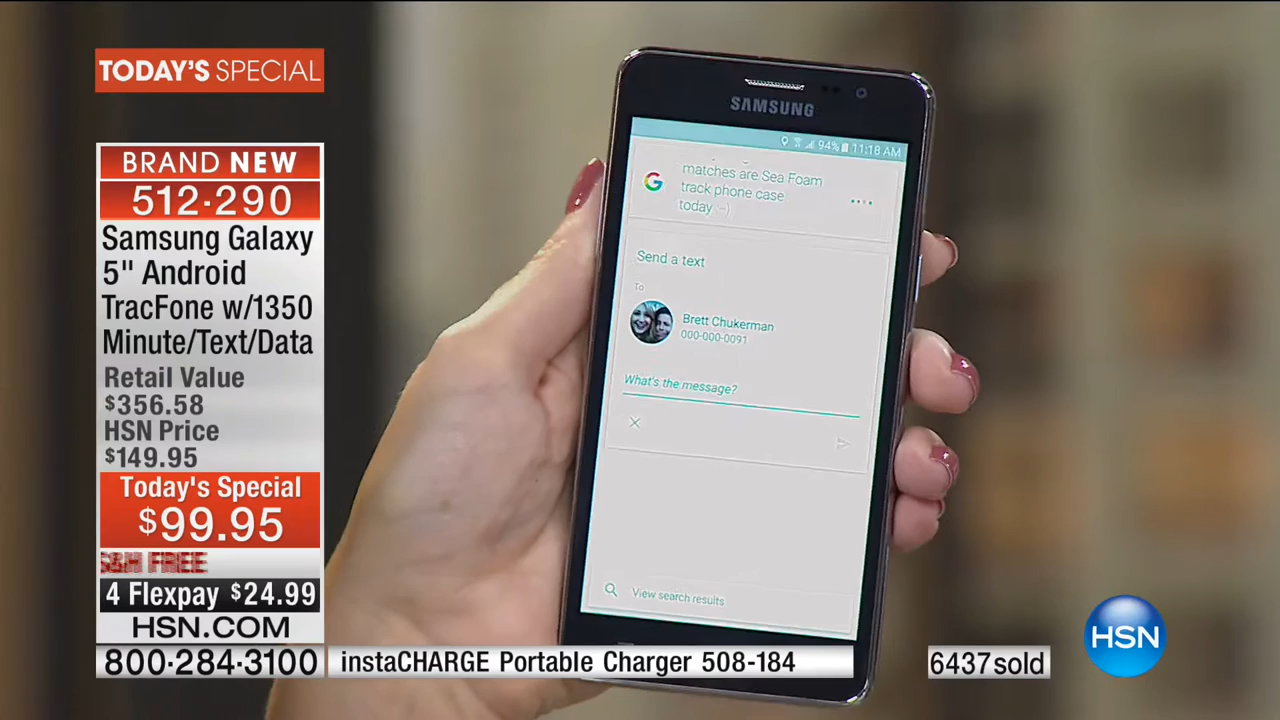 TODAY'S SPECIAL
BRAND NEW
512·290
Samsung Galaxy
5" Android
TracFone w/1350
Minute/Text/Data
Retail Value
$356.58
HSN Price
$149.95
Today's Special
$99.95
S&H FREE
4 Flexpay $24.99
HSN.COM
800·284·3100
instaCHARGE Portable Charger 508-184
6437sold
HSN
SAMSUNG
94% 11:18 AM
matches are Sea Foam
track phone case
today :-)
Send a text
To
Brett Chukerman
000-000-0091
What's the message?
View search results